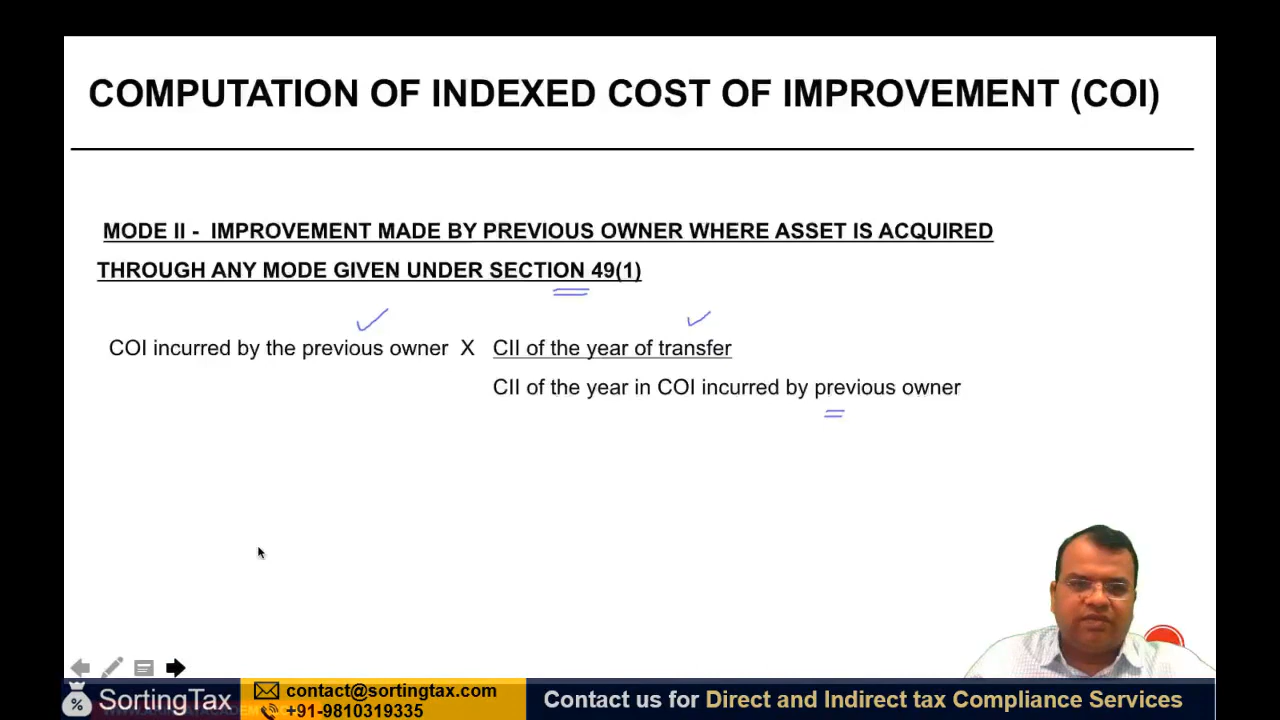 COMPUTATION OF INDEXED COST OF IMPROVEMENT (COI)
MODE II - IMPROVEMENT MADE BY PREVIOUS OWNER WHERE ASSET IS ACQUIRED
THROUGH ANY MODE GIVEN UNDER SECTION 49(1)
COI incurred by the previous owner X CII of the year of transfer
CII of the year in COI incurred by previous owner
SortingTax
contact@sortingtax.com
+91-9810319335
Contact us for Direct and Indirect tax Compliance Services